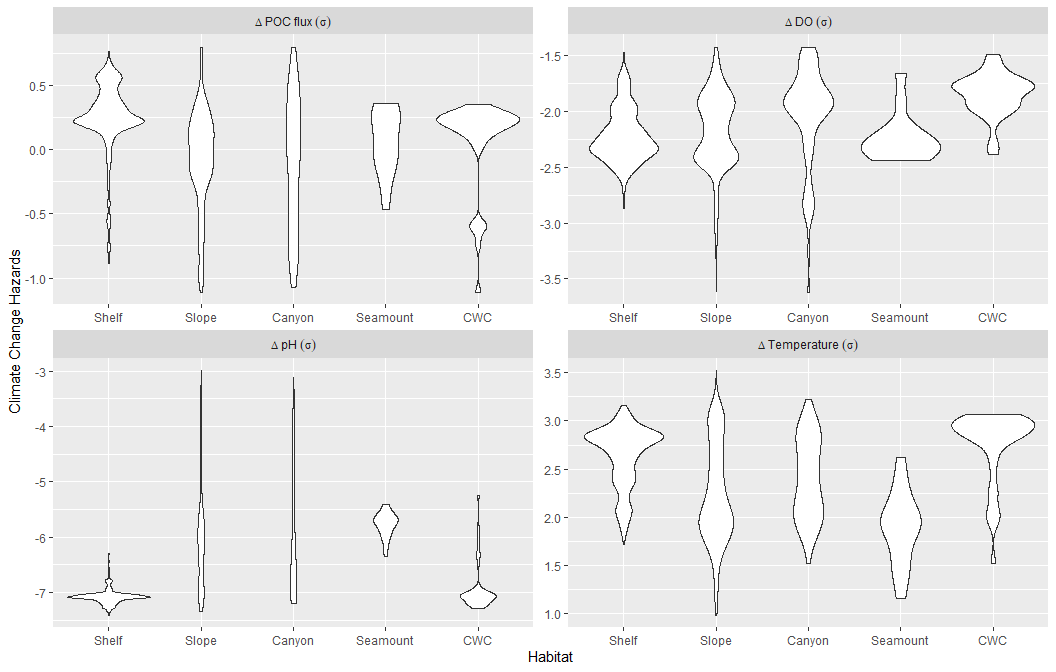 Δ POC flux (σ)
Δ DO (σ)
0.5
0.0
-0.5
-1.0
-1.5
-2.0
-2.5
-3.0
-3.5
Shelf Slope Canyon Seamount CWC
Shelf Slope Canyon Seamount CWC
Climate Change Hazards
Δ pH (σ)
Δ Temperature (σ)
-3
-4
-5
-6
-7
3.5
3.0
2.5
2.0
1.5
1.0
Shelf Slope Canyon Seamount CWC
Shelf Slope Canyon Seamount CWC
Habitat